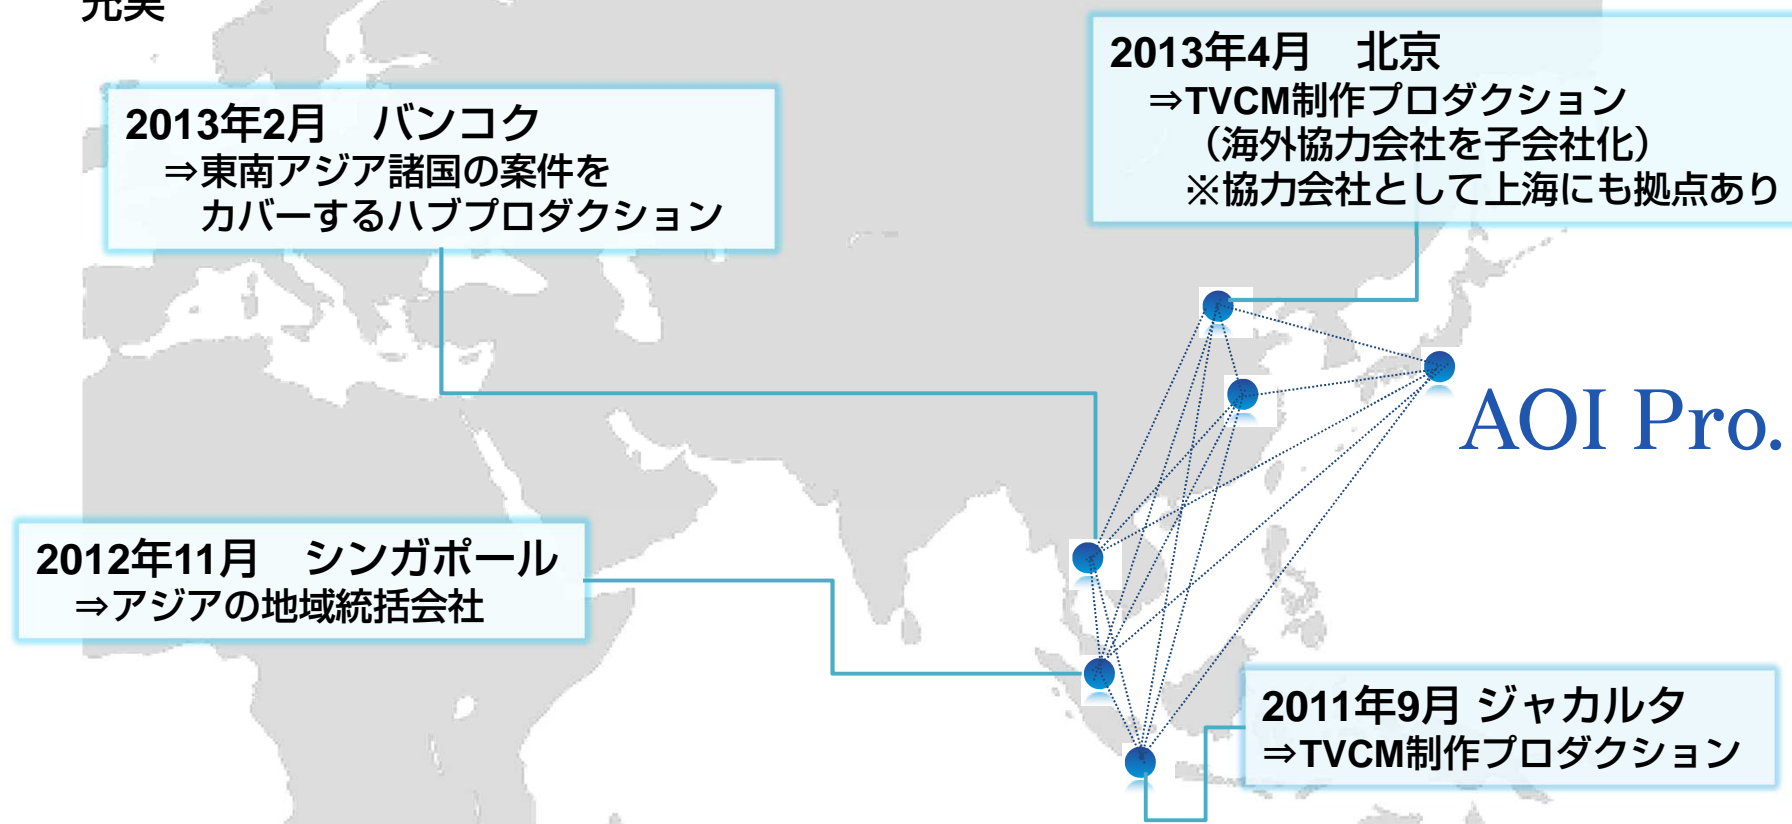 充実
2013年2月　バンコク
⇒東南アジア諸国の案件を
カバーするハブプロダクション
2013年4月　北京
⇒TVCM制作プロダクション
（海外協力会社を子会社化）
※協力会社として上海にも拠点あり
AOI Pro.
2012年11月　シンガポール
⇒アジアの地域統括会社
2011年9月 ジャカルタ
⇒TVCM制作プロダクション